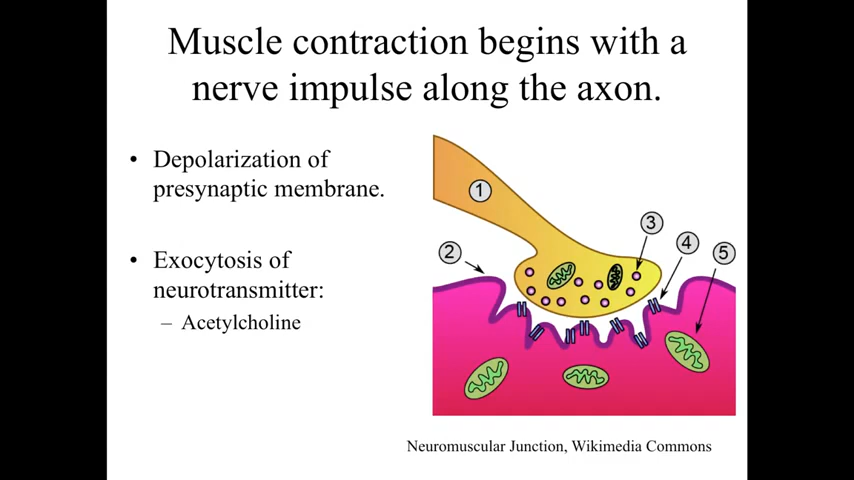 Muscle contraction begins with a
nerve impulse along the axon.
• Depolarization of
presynaptic membrane.
• Exocytosis of
neurotransmitter:
– Acetylcholine
1
2
3
4
5
Neuromuscular Junction, Wikimedia Commons